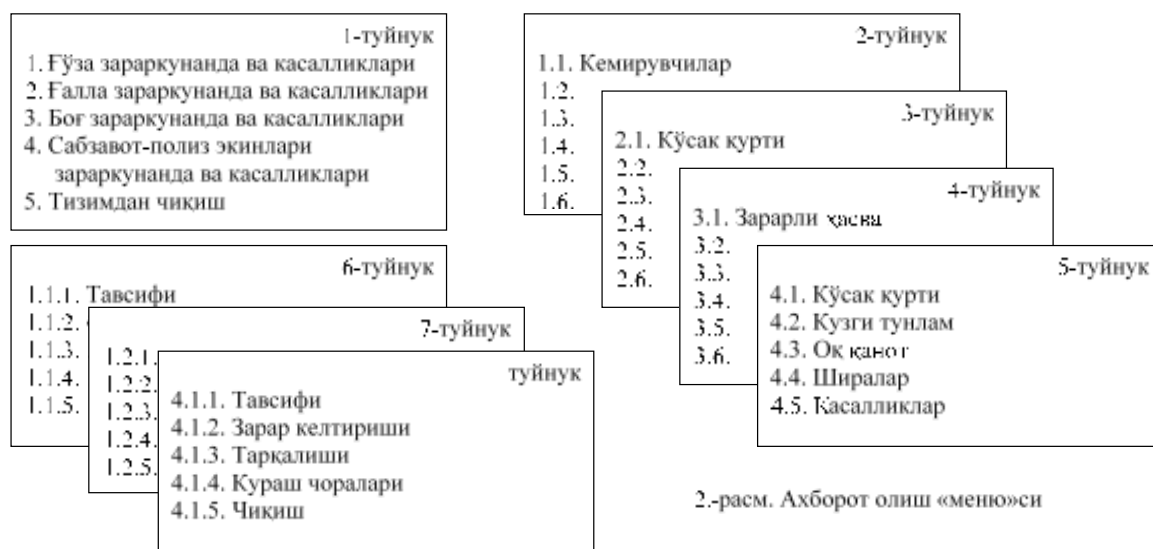 1-туйнук
1. Ғўза зараркунанда ва касалликлари
2. Ғалла зараркунанда ва касалликлари
3. Боғ зараркунанда ва касалликлари
4. Сабзавот-полиз экинлари
зараркунанда ва касалликлари
5. Тизимдан чиқиш
2-туйнук
1.1. Кемирувчилар
1.2.
1.3.
1.4.
1.5.
1.6.
3-туйнук
2.1. Кўсак қурти
2.2.
2.3.
2.4.
2.5.
2.6.
4-туйнук
3.1. Зарарли ҳасва
3.2.
3.3.
3.4.
3.5.
3.6.
5-туйнук
4.1. Кўсак қурти
4.2. Кузги тунлам
4.3. Оқ қанот
4.4. Ширалар
4.5. Касалликлар
6-туйнук
1.1.1. Тавсифи
1.1.2.
1.1.3.
1.1.4.
1.1.5.
7-туйнук
1.2.1.
1.2.2.
1.2.3.
1.2.4.
1.2.5.
туйнук
4.1.1. Тавсифи
4.1.2. Зарар келтириши
4.1.3. Тарқалиши
4.1.4. Кураш чоралари
4.1.5. Чиқиш
2.-расм. Ахборот олиш «меню»си